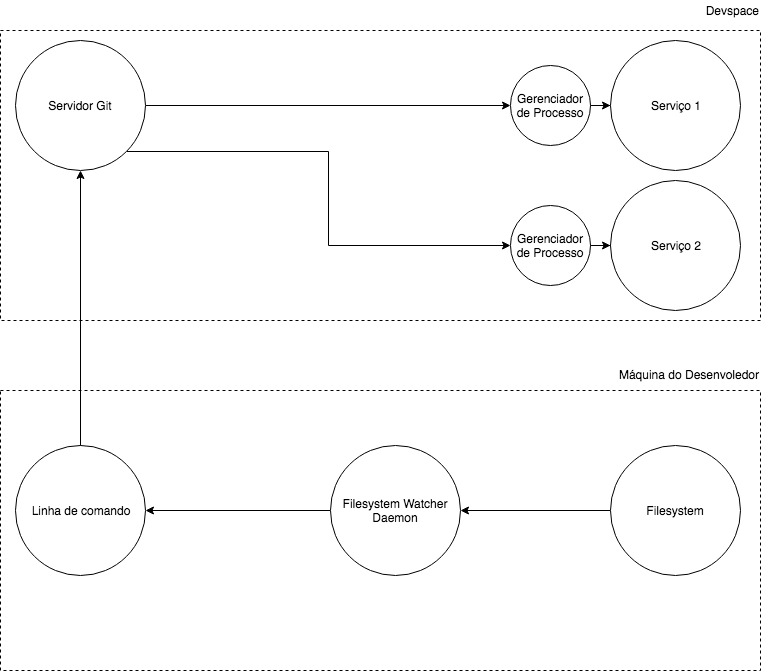 Devspace
Servidor Git
Gerenciador
de Processo
Serviço 1
Gerenciador
de Processo
Serviço 2
Máquina do Desenvoledor
Linha de comando
Filesystem Watcher
Daemon
Filesystem